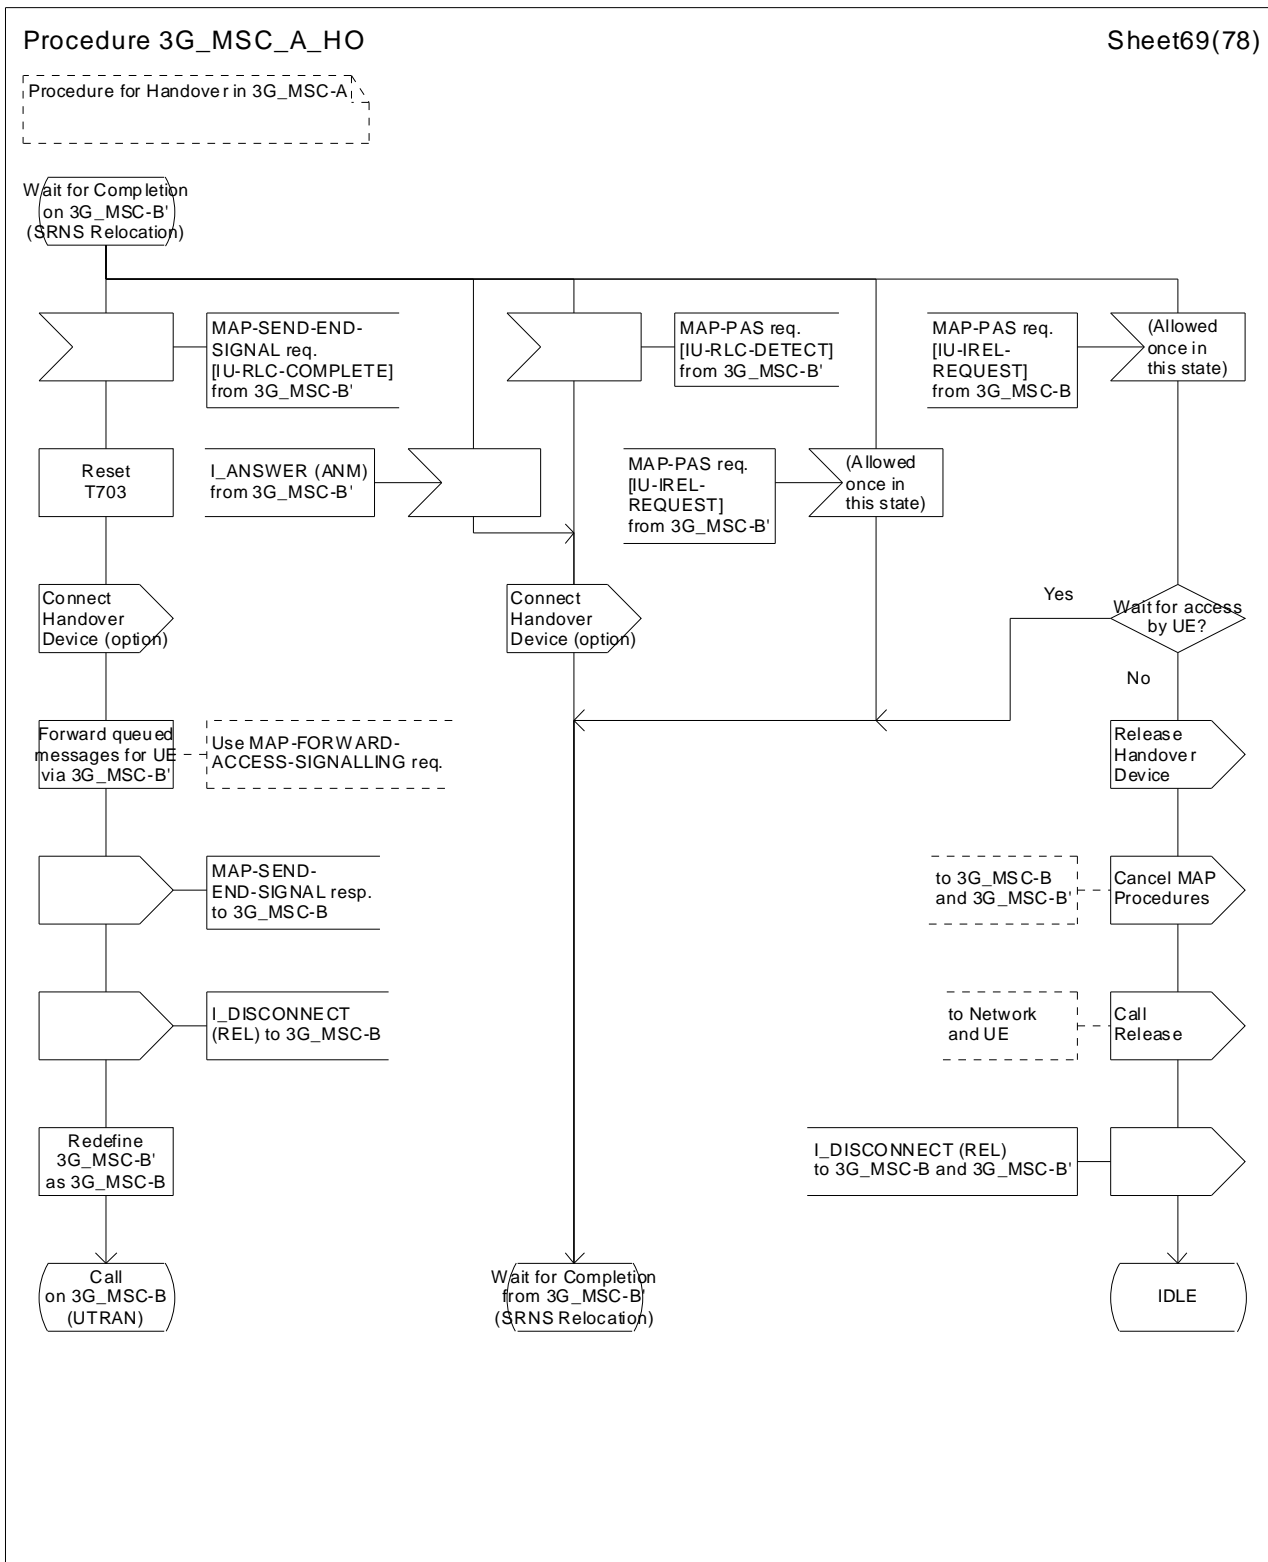 Procedure 3G_MSC_A_HO
Sheet69(78)
Procedure for Handover in 3G_MSC-A
Wait for Completion
on 3G_MSC-B'
(SRNS Relocation)
MAP-SEND-END-
SIGNAL req.
[IU-RLC-COMPLETE]
from 3G_MSC-B'
MAP-PAS req.
[IU-RLC-DETECT]
from 3G_MSC-B'
MAP-PAS req.
[IU-IREL-
REQUEST]
from 3G_MSC-B
(Allowed
once in
this state)
Reset
T703
I_ANSWER (ANM)
from 3G_MSC-B'
MAP-PAS req.
[IU-IREL-
REQUEST]
from 3G_MSC-B'
(Allowed
once in
this state)
Connect
Handover
Device (option)
Connect
Handover
Device (option)
Yes
Wait for access
by UE?
No
Forward queued
messages for UE
via 3G_MSC-B'
Use MAP-FORWARD-
ACCESS-SIGNALLING req.
Release
Handover
Device
MAP-SEND-
END-SIGNAL resp.
to 3G_MSC-B
to 3G_MSC-B
and 3G_MSC-B'
Cancel MAP
Procedures
I_DISCONNECT
(REL) to 3G_MSC-B
to Network
and UE
Call
Release
Redefine
3G_MSC-B'
as 3G_MSC-B
I_DISCONNECT (REL)
to 3G_MSC-B and 3G_MSC-B'
Call
on 3G_MSC-B
(UTRAN)
Wait for Completion
from 3G_MSC-B'
(SRNS Relocation)
IDLE